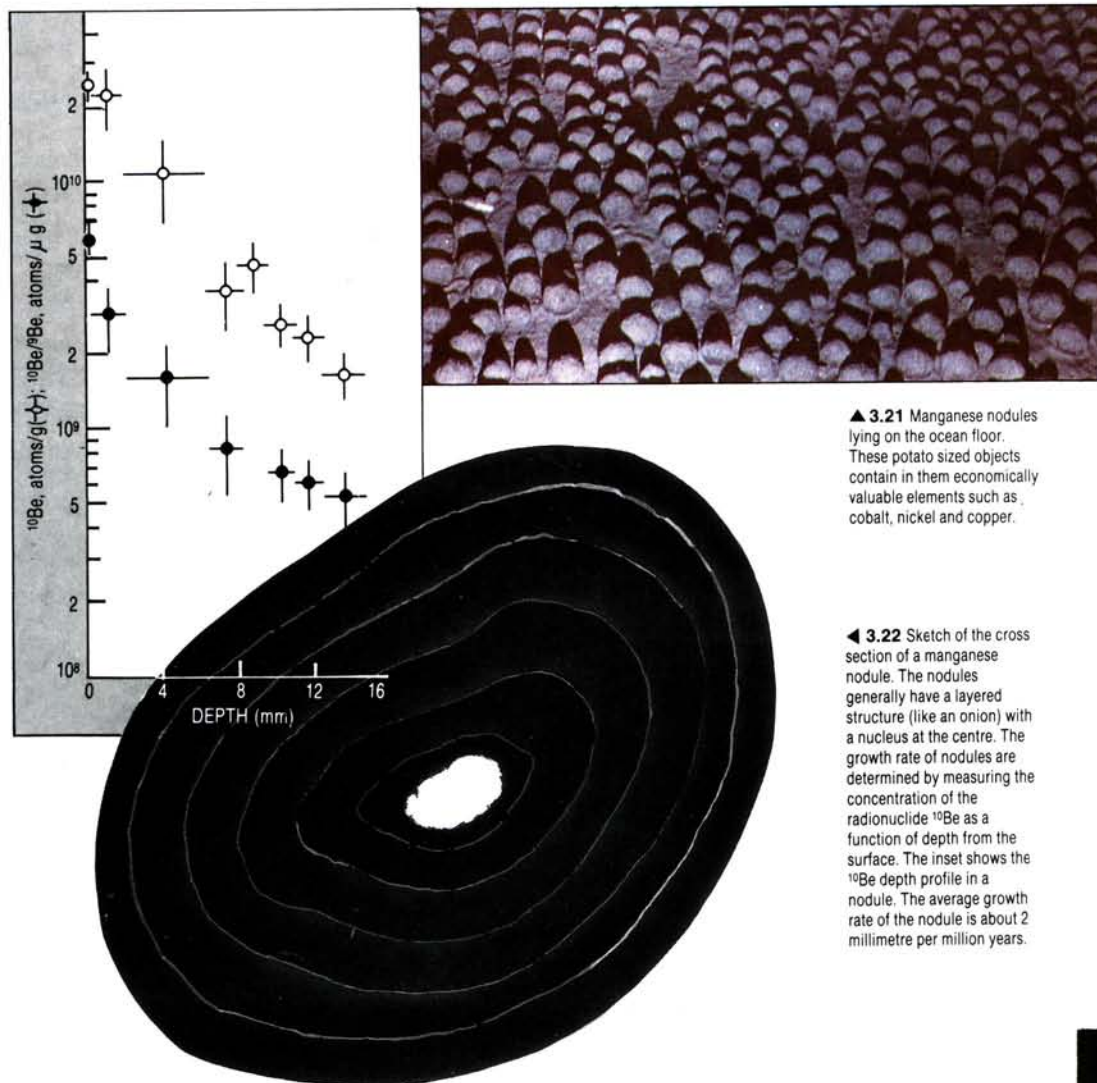 ¹⁰Be, atoms/g(-◇-); ¹⁰Be/⁹Be, atoms/μ g (-◆-)
2
10¹⁰
5
2
10⁹
5
2
10⁸
0 4 8 12 16
DEPTH (mm)
▲ 3.21 Manganese nodules
lying on the ocean floor.
These potato sized objects
contain in them economically
valuable elements such as
cobalt, nickel and copper.
◀ 3.22 Sketch of the cross
section of a manganese
nodule. The nodules
generally have a layered
structure (like an onion) with
a nucleus at the centre. The
growth rate of nodules are
determined by measuring the
concentration of the
radionuclide ¹⁰Be as a
function of depth from the
surface. The inset shows the
¹⁰Be depth profile in a
nodule. The average growth
rate of the nodule is about 2
millimetre per million years.